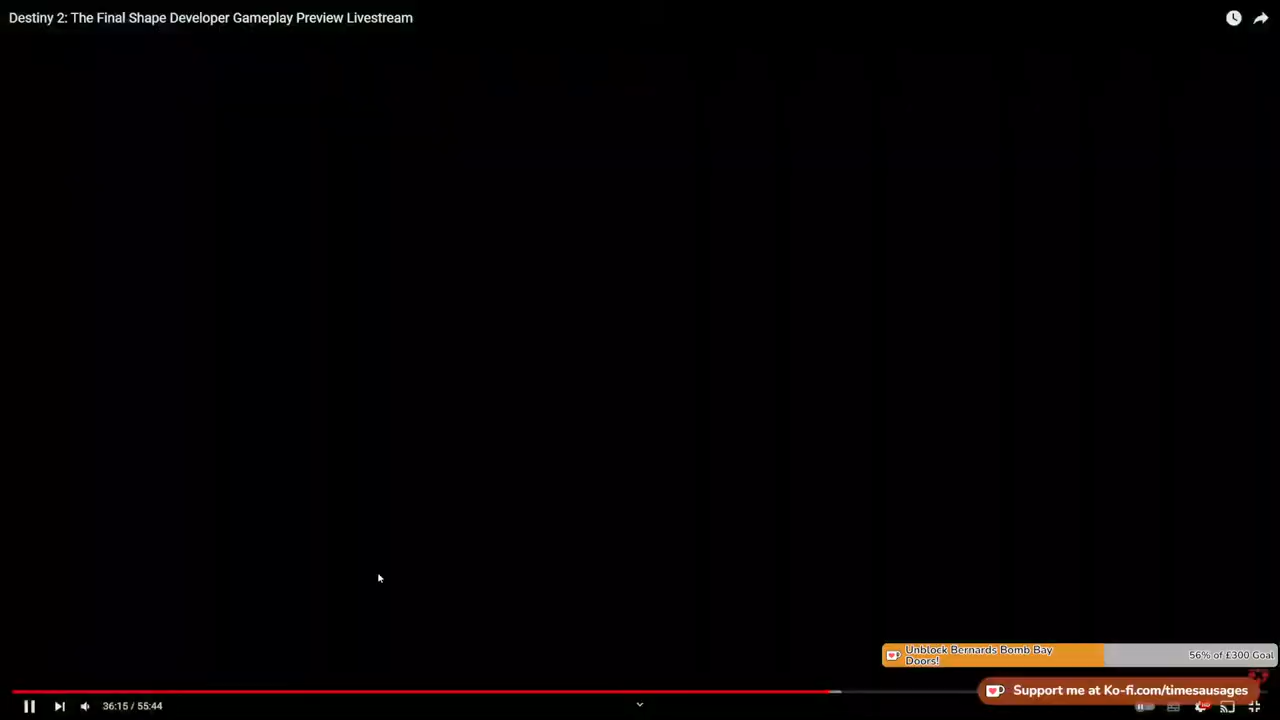 Destiny 2: The Final Shape Developer Gameplay Preview Livestream
Unblock Bernards Bomb Bay
Doors!
56% of £300 Goal
Support me at Ko-fi.com/timesausages
36:15 / 55:44